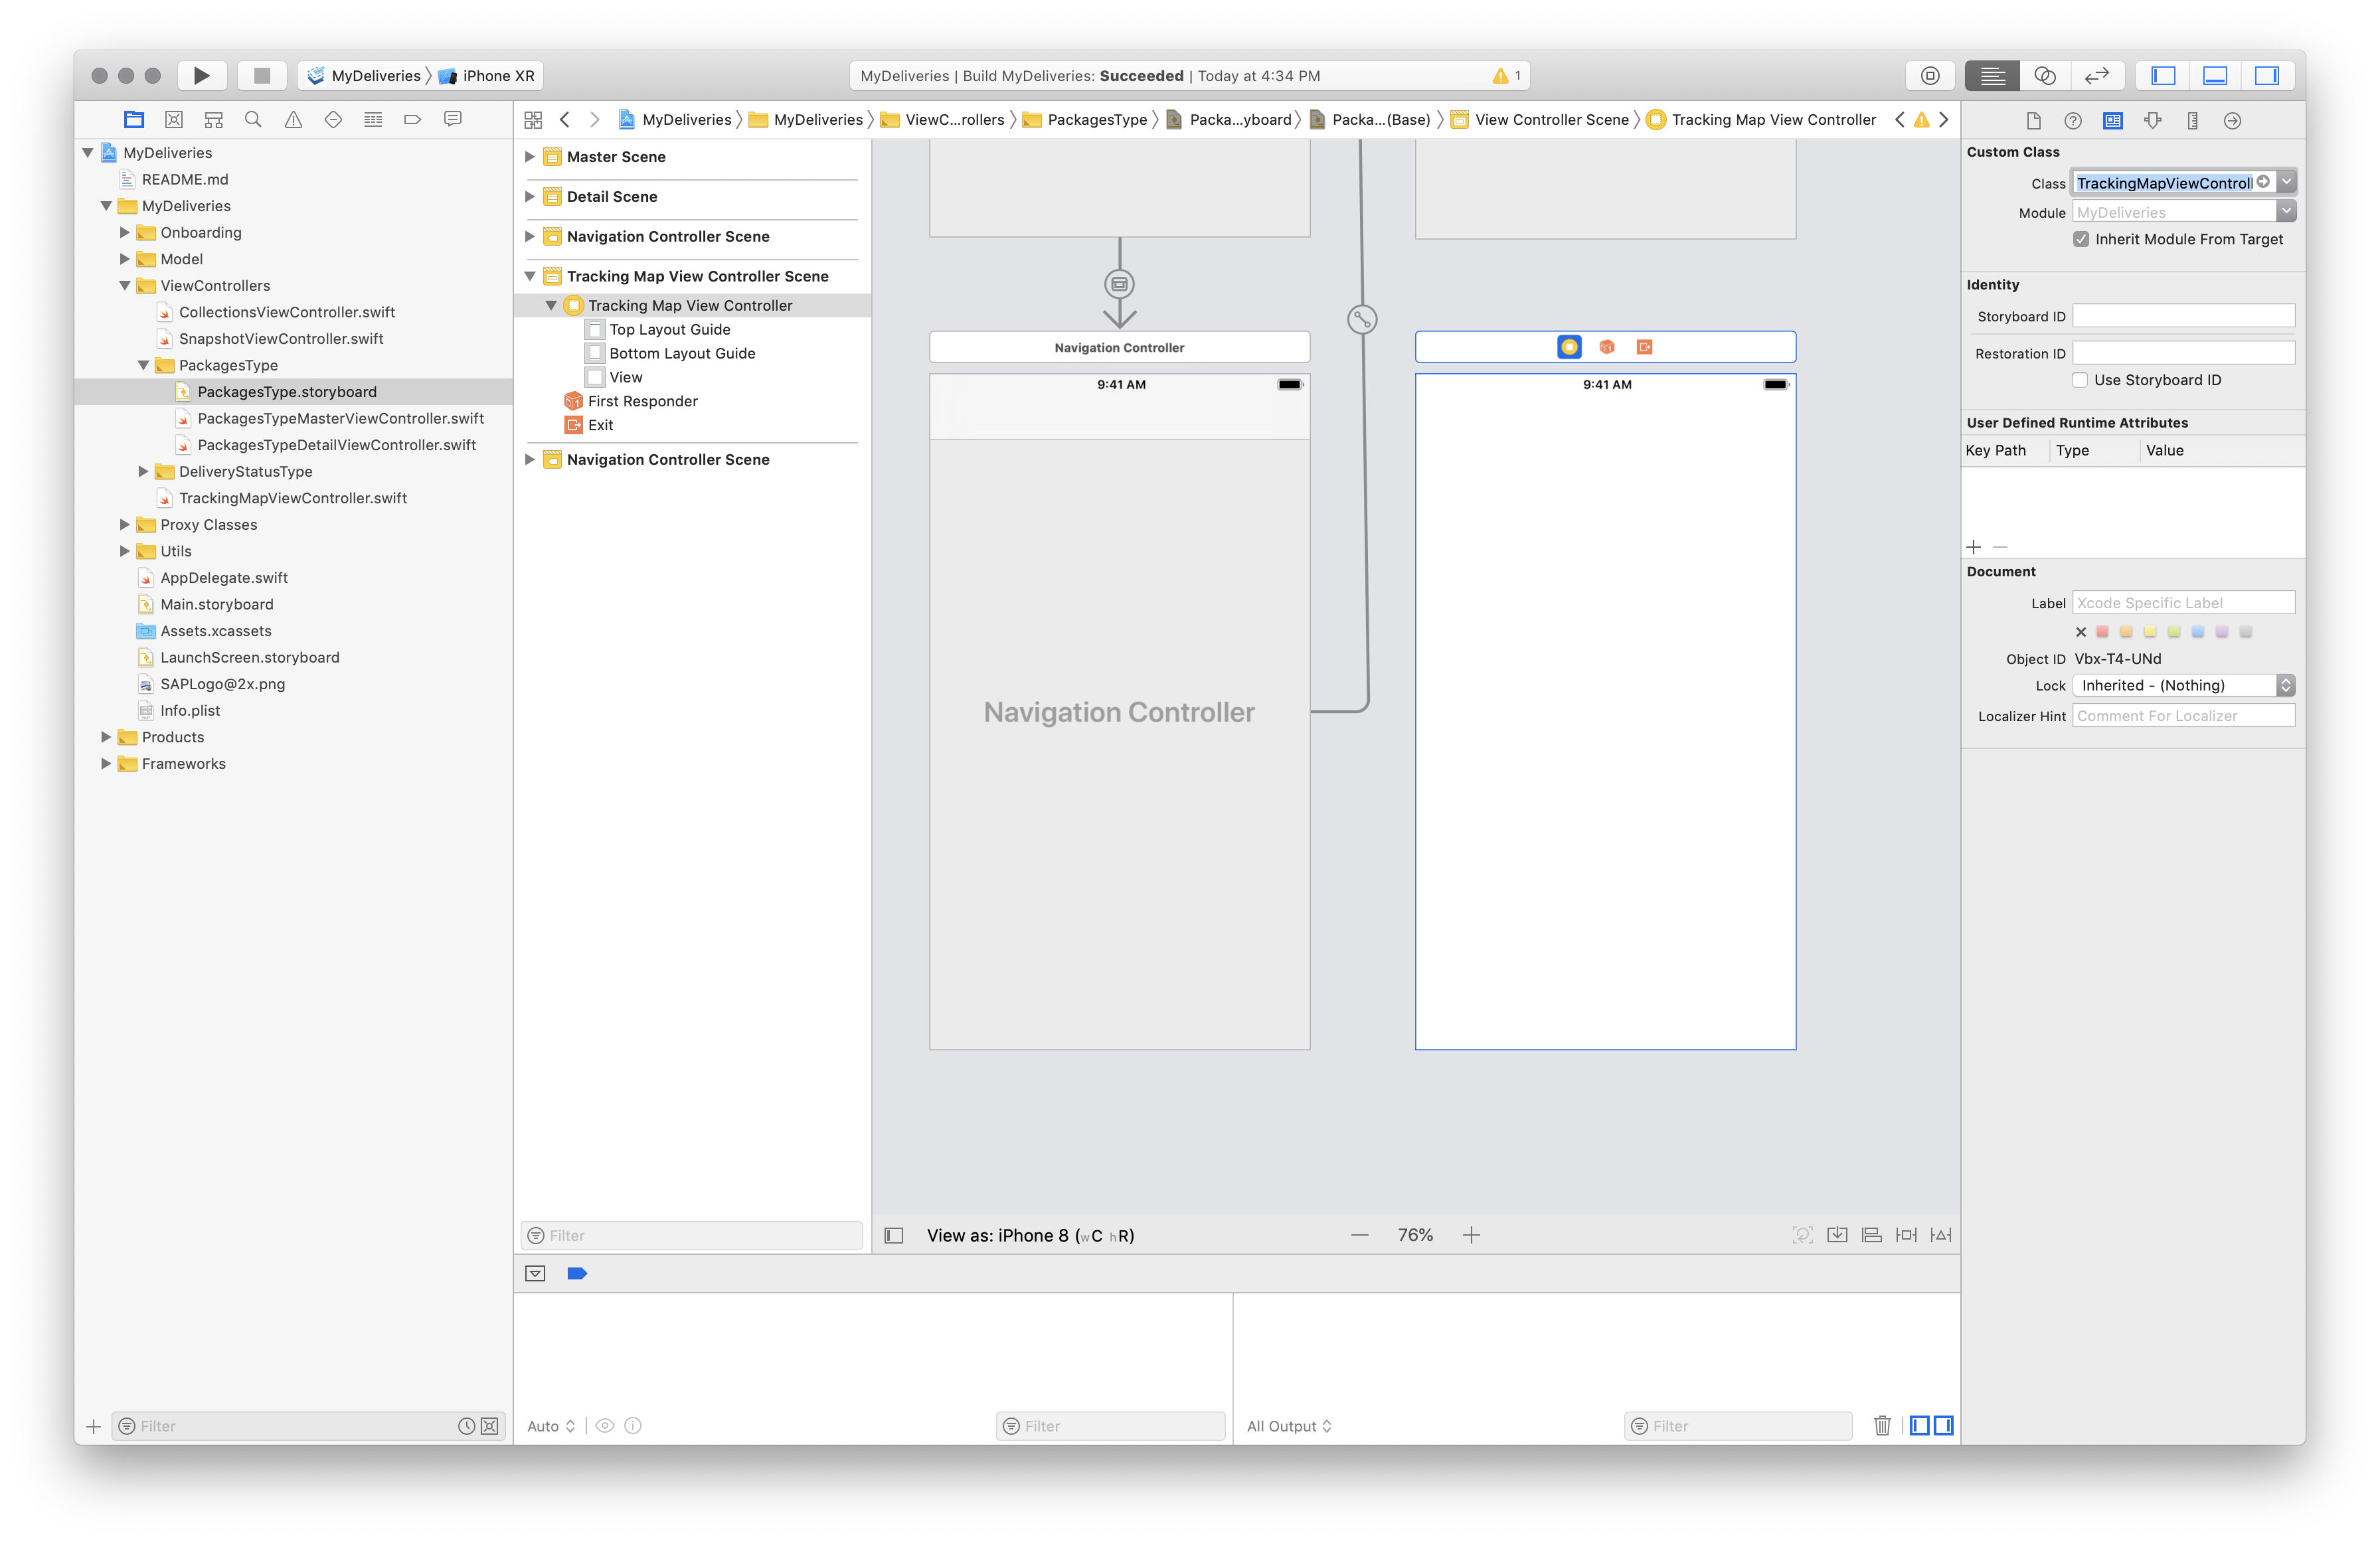 MyDeliveries 〉 iPhone XR
MyDeliveries | Build MyDeliveries: Succeeded | Today at 4:34 PM
1
MyDeliveries 〉 MyDeliveries 〉 ViewC...rollers 〉 PackagesType 〉 Packa...yboard 〉 Packa...(Base) 〉 View Controller Scene 〉 Tracking Map View Controller
MyDeliveries
README.md
MyDeliveries
Onboarding
Model
ViewControllers
CollectionsViewController.swift
SnapshotViewController.swift
PackagesType
PackagesType.storyboard
PackagesTypeMasterViewController.swift
PackagesTypeDetailViewController.swift
DeliveryStatusType
TrackingMapViewController.swift
Proxy Classes
Utils
AppDelegate.swift
Main.storyboard
Assets.xcassets
LaunchScreen.storyboard
SAPLogo@2x.png
Info.plist
Products
Frameworks
Filter
Master Scene
Detail Scene
Navigation Controller Scene
Tracking Map View Controller Scene
Tracking Map View Controller
Top Layout Guide
Bottom Layout Guide
View
First Responder
Exit
Navigation Controller Scene
Filter
Navigation Controller
9:41 AM
Navigation Controller
9:41 AM
View as: iPhone 8 (wC hR)
76%
Auto
Filter
All Output
Filter
Custom Class
Class TrackingMapViewControll
Module MyDeliveries
Inherit Module From Target
Identity
Storyboard ID
Restoration ID
Use Storyboard ID
User Defined Runtime Attributes
Key Path Type Value
Document
Label Xcode Specific Label
Object ID Vbx-T4-UNd
Lock Inherited - (Nothing)
Localizer Hint Comment For Localizer